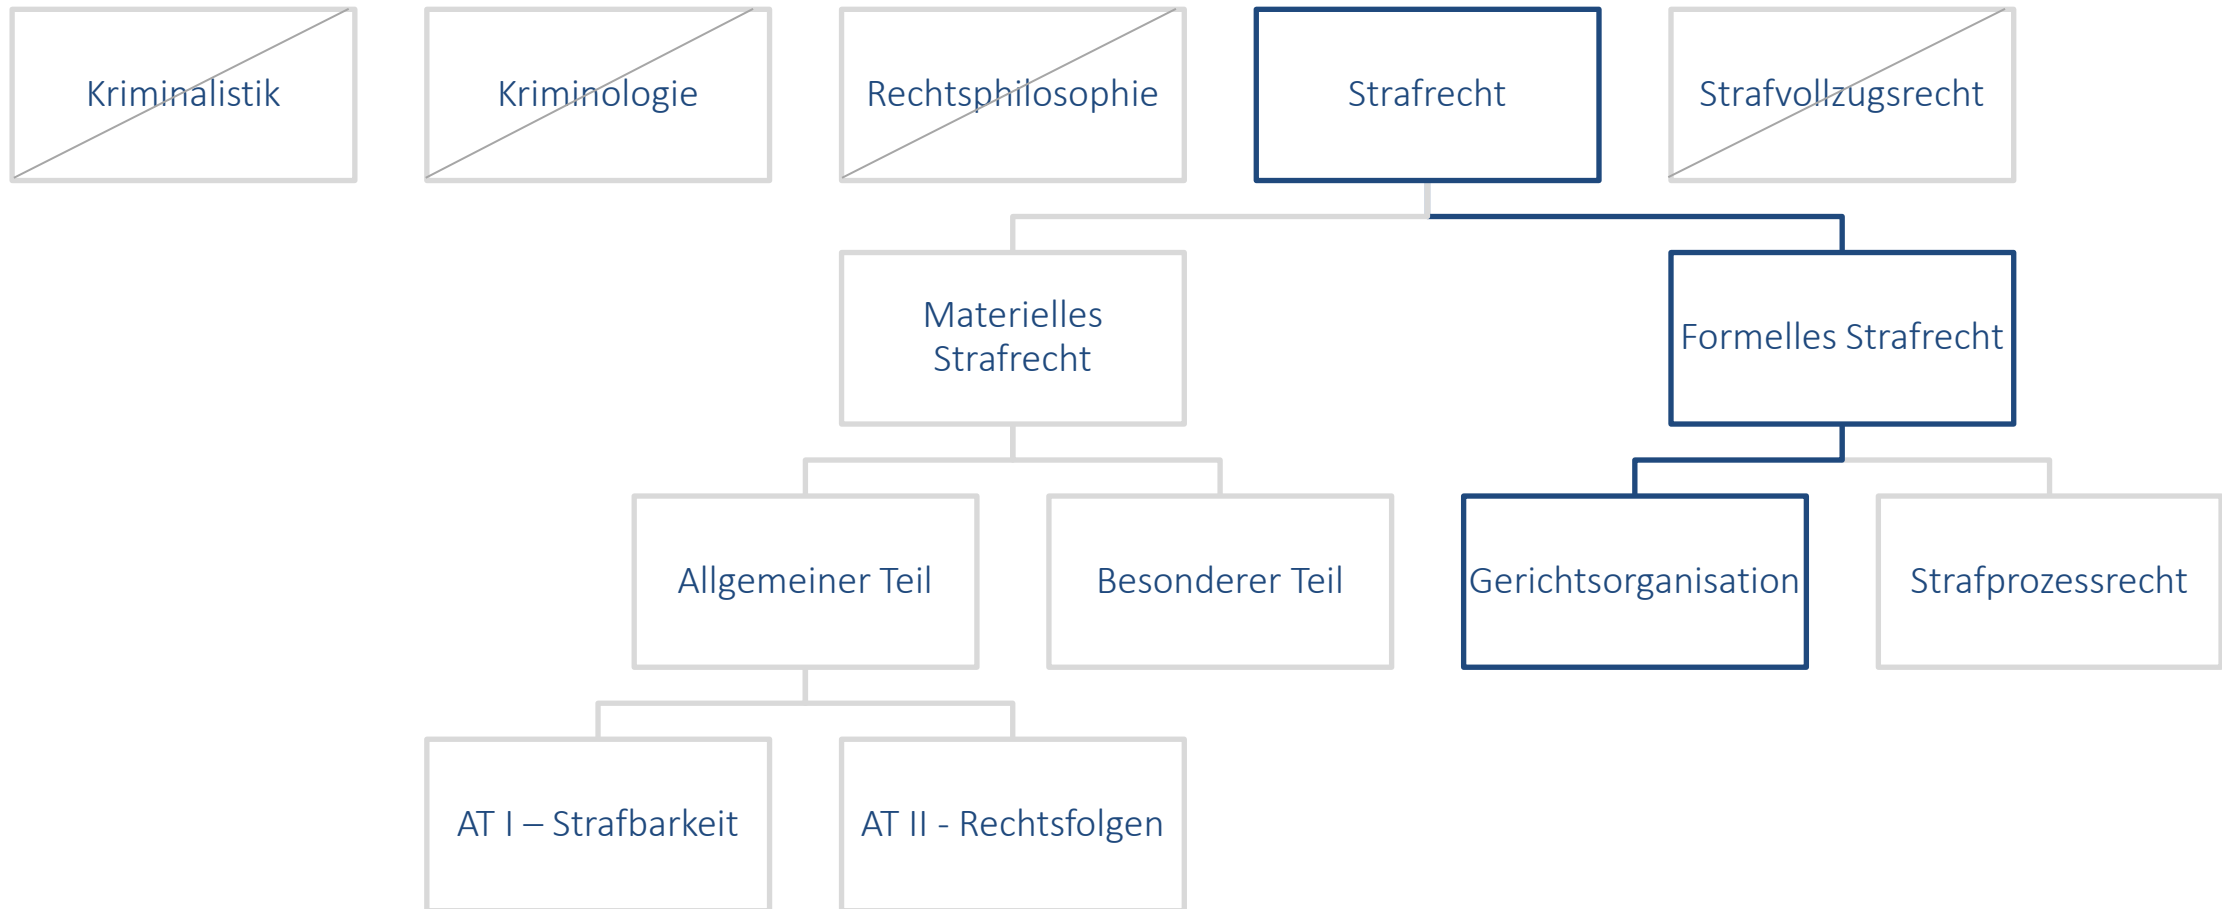 Kriminalistik
Kriminologie
Rechtsphilosophie
Strafrecht
Strafvollzugsrecht
Materielles
Strafrecht
Formelles Strafrecht
Allgemeiner Teil
Besonderer Teil
Gerichtsorganisation
Strafprozessrecht
AT I – Strafbarkeit
AT II - Rechtsfolgen